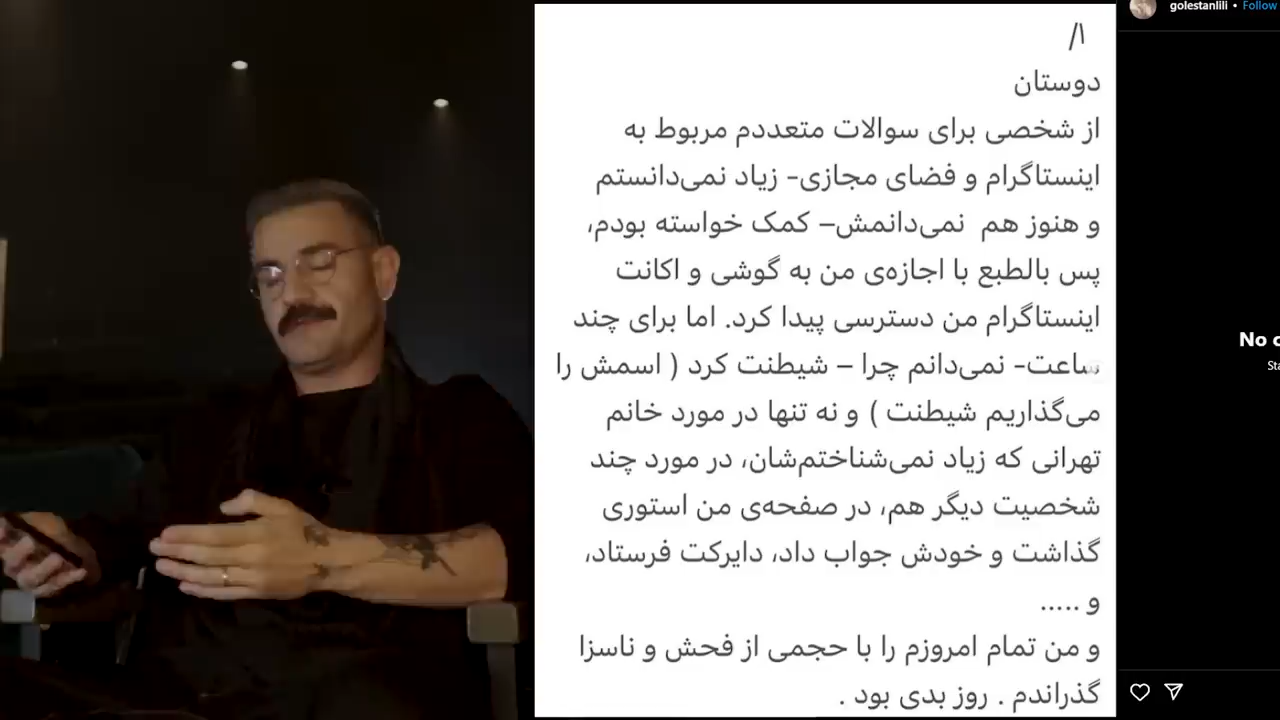 golestanlili • Follow
۱/
دوستان
از شخصی برای سوالات متعددم مربوط به
اینستاگرام و فضای مجازی- زیاد نمی‌دانستم
و هنوز هم نمی‌دانمش– کمک خواسته بودم،
پس بالطبع با اجازه‌ی من به گوشی و اکانت
اینستاگرام من دسترسی پیدا کرد. اما برای چند
ساعت- نمی‌دانم چرا – شیطنت کرد ( اسمش را
می‌گذاریم شیطنت ) و نه تنها در مورد خانم
تهرانی که زیاد نمی‌شناختم‌شان، در مورد چند
شخصیت دیگر هم، در صفحه‌ی من استوری
گذاشت و خودش جواب داد، دایرکت فرستاد،
و .....
و من تمام امروزم را با حجمی از فحش و ناسزا
گذراندم . روز بدی بود .
No